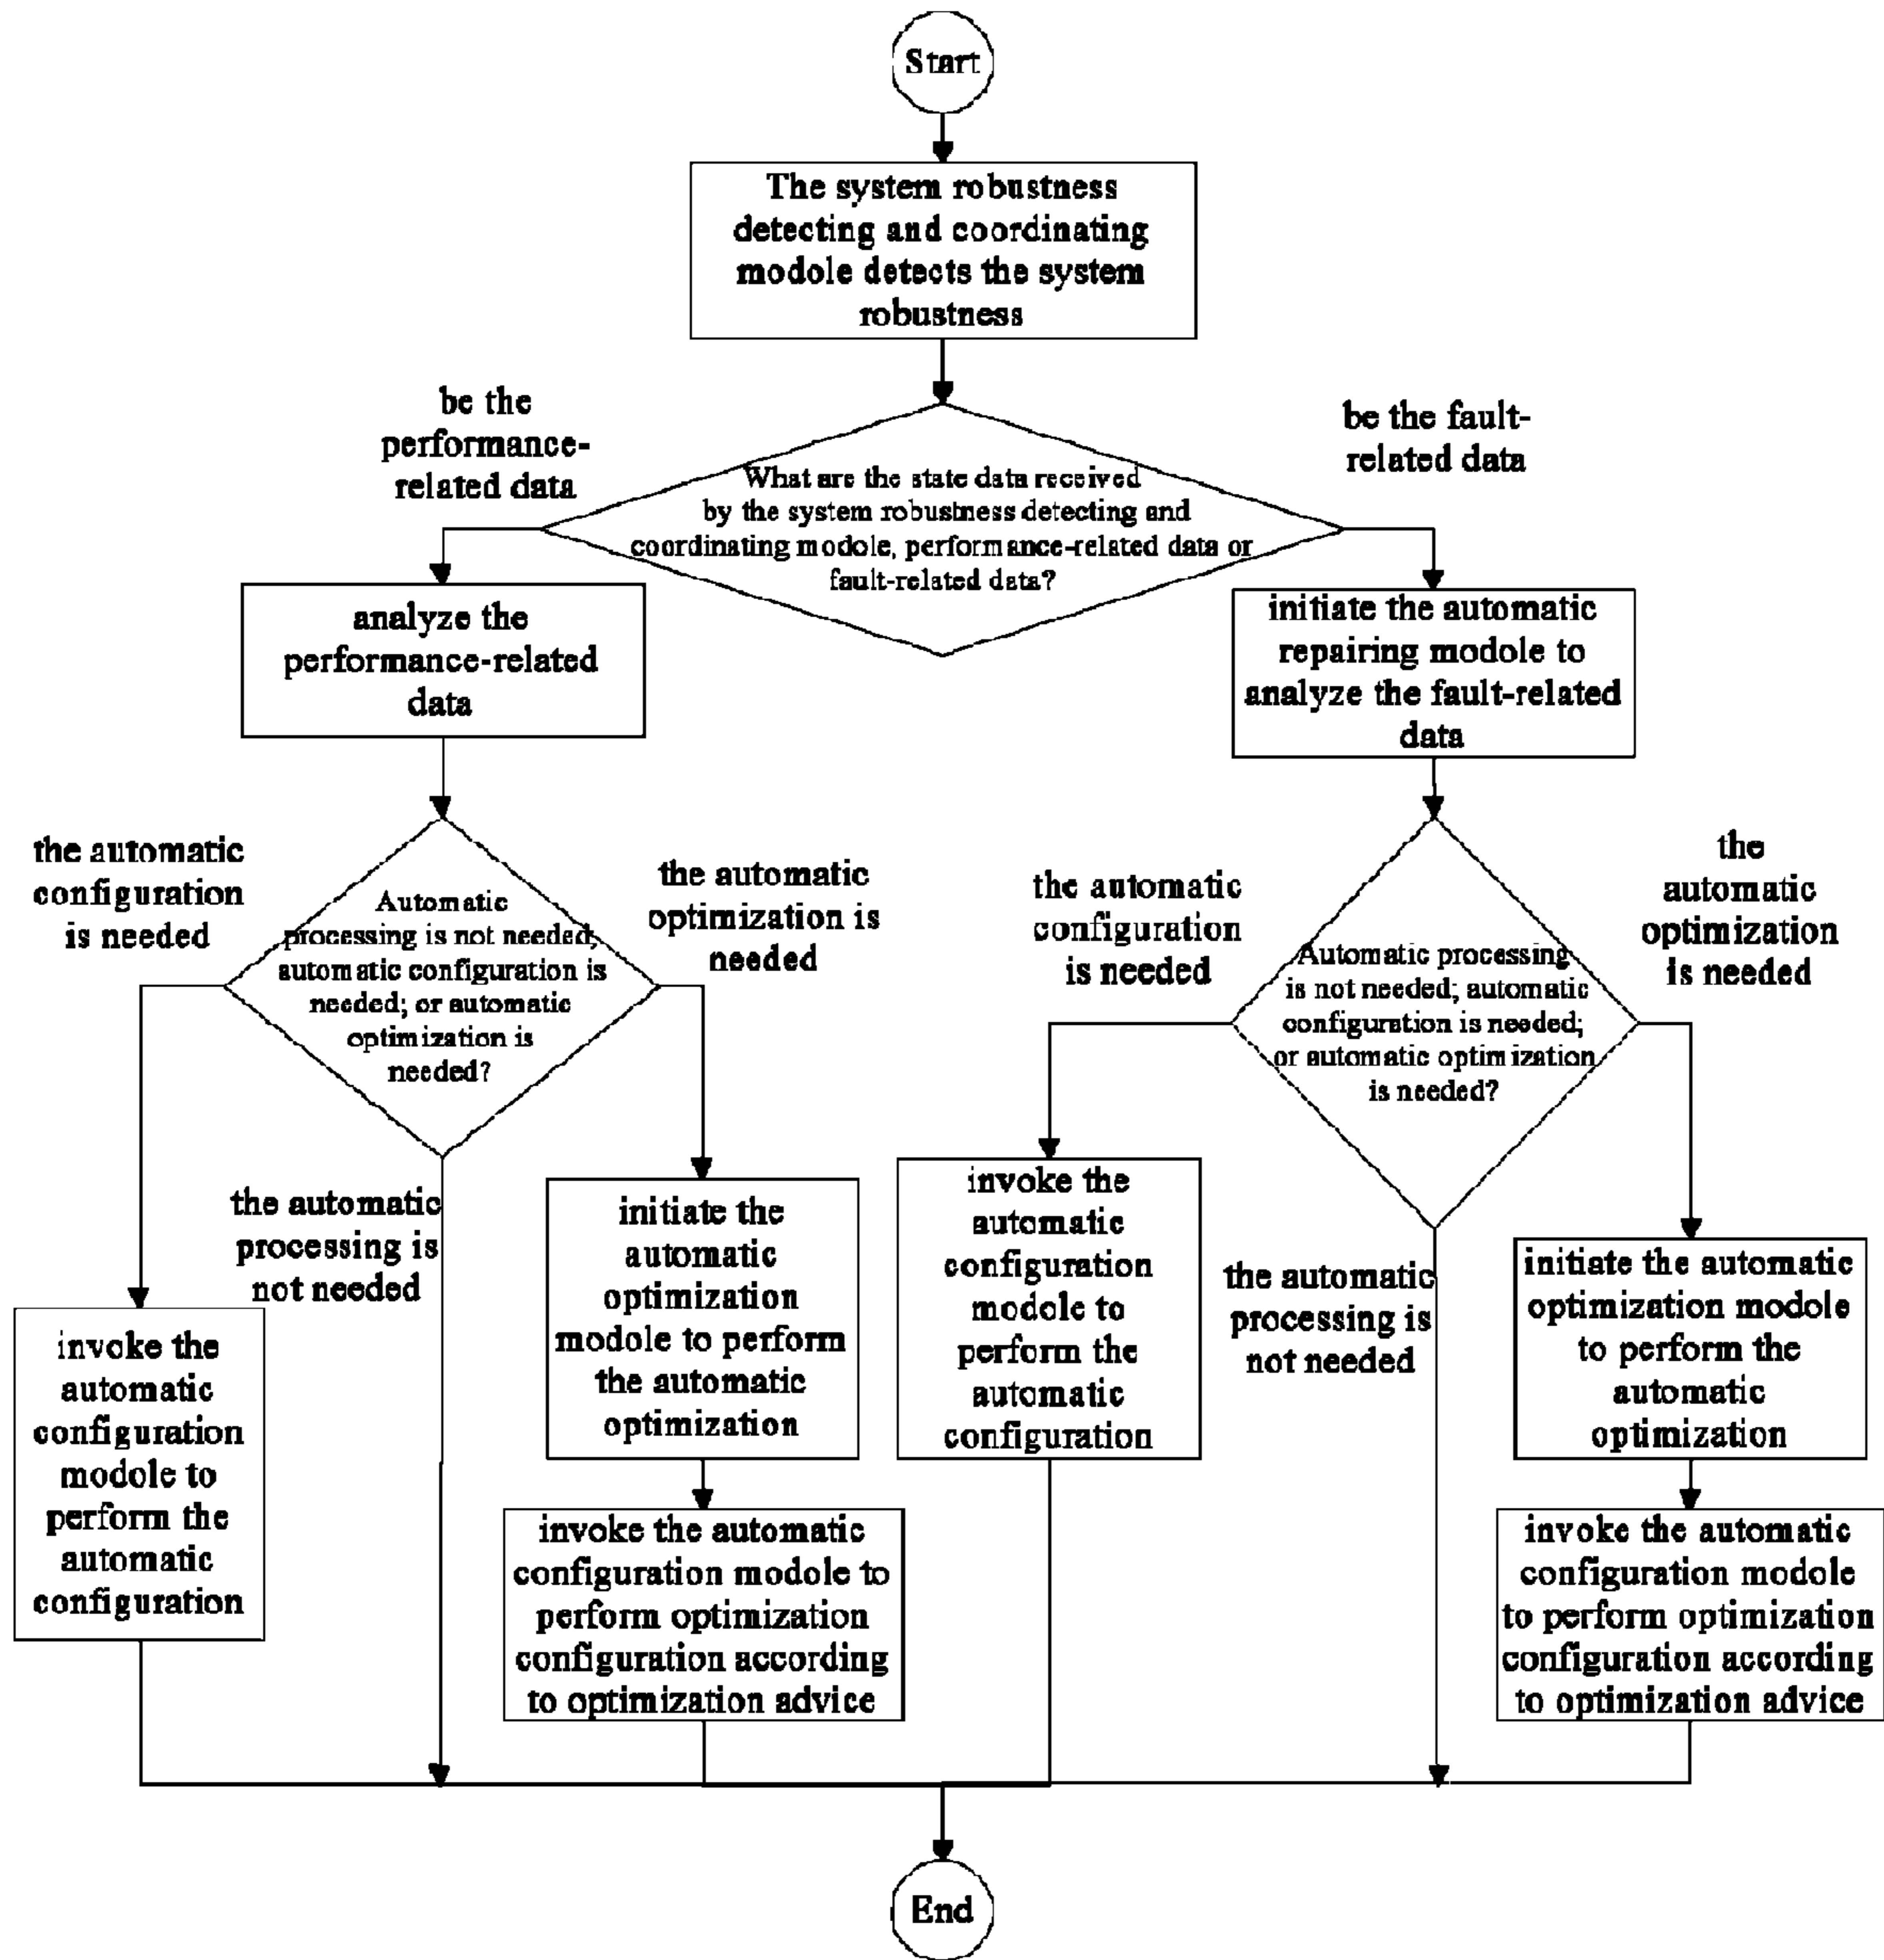 Start
The system robustness
detecting and coordinating
modole detects the system
robustness
be the
performance-
related data
be the fault-
related data
What are the state data received
by the system robustness detecting and
coordinating modole, performance-related data or
fault-related data?
analyze the
performance-related
data
initiate the automatic
repairing modole to
analyze the fault-related
data
the automatic
configuration
is needed
Automatic
processing is not needed;
automatic configuration is
needed; or automatic
optimization is
needed?
the automatic
optimization is
needed
the automatic
configuration
is needed
Automatic processing
is not needed; automatic
configuration is needed;
or automatic optimization
is needed?
the
automatic
optimization
is needed
invoke the
automatic
configuration
modole to
perform the
automatic
configuration
the automatic
processing is
not needed
initiate the
automatic
optimization
modole to perform
the automatic
optimization
invoke the automatic
configuration modole to
perform optimization
configuration according
to optimization advice
invoke the
automatic
configuration
modole to
perform the
automatic
configuration
the automatic
processing is
not needed
initiate the automatic
optimization modole
to perform the
automatic
optimization
invoke the automatic
configuration modole
to perform optimization
configuration according
to optimization advice
End